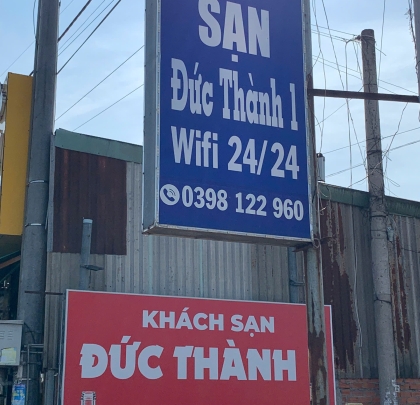 SẠN
Đức Thành 1
Wifi 24/24
0398 122 960
KHÁCH SẠN
ĐỨC THÀNH